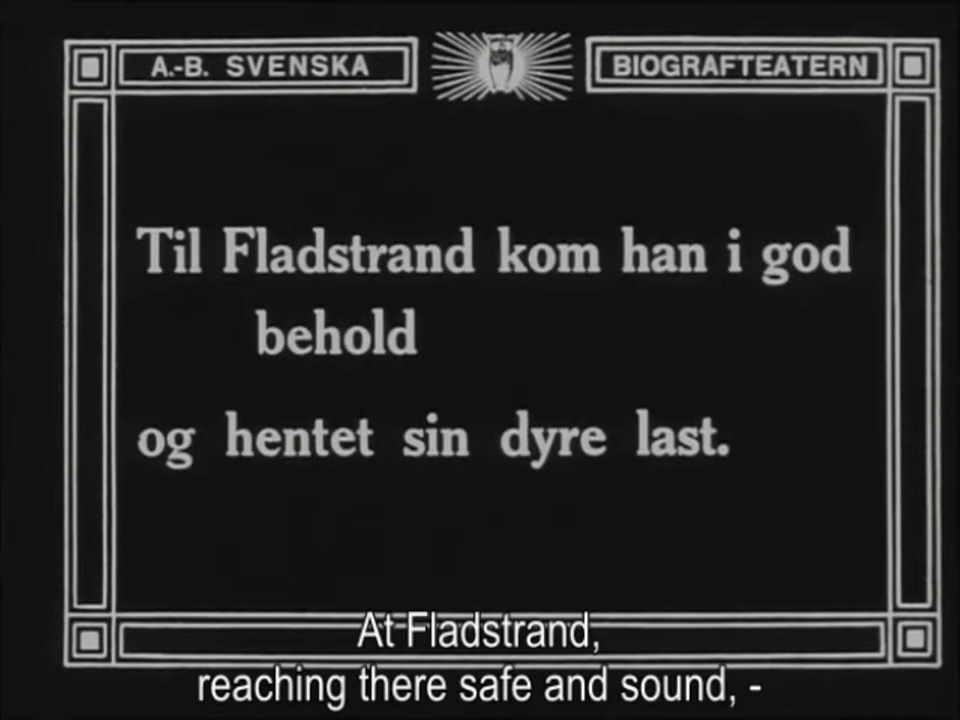 A.-B. SVENSKA
BIOGRAFTEATERN
Til Fladstrand kom han i god
behold
og hentet sin dyre last.
At Fladstrand,
reaching there safe and sound, -